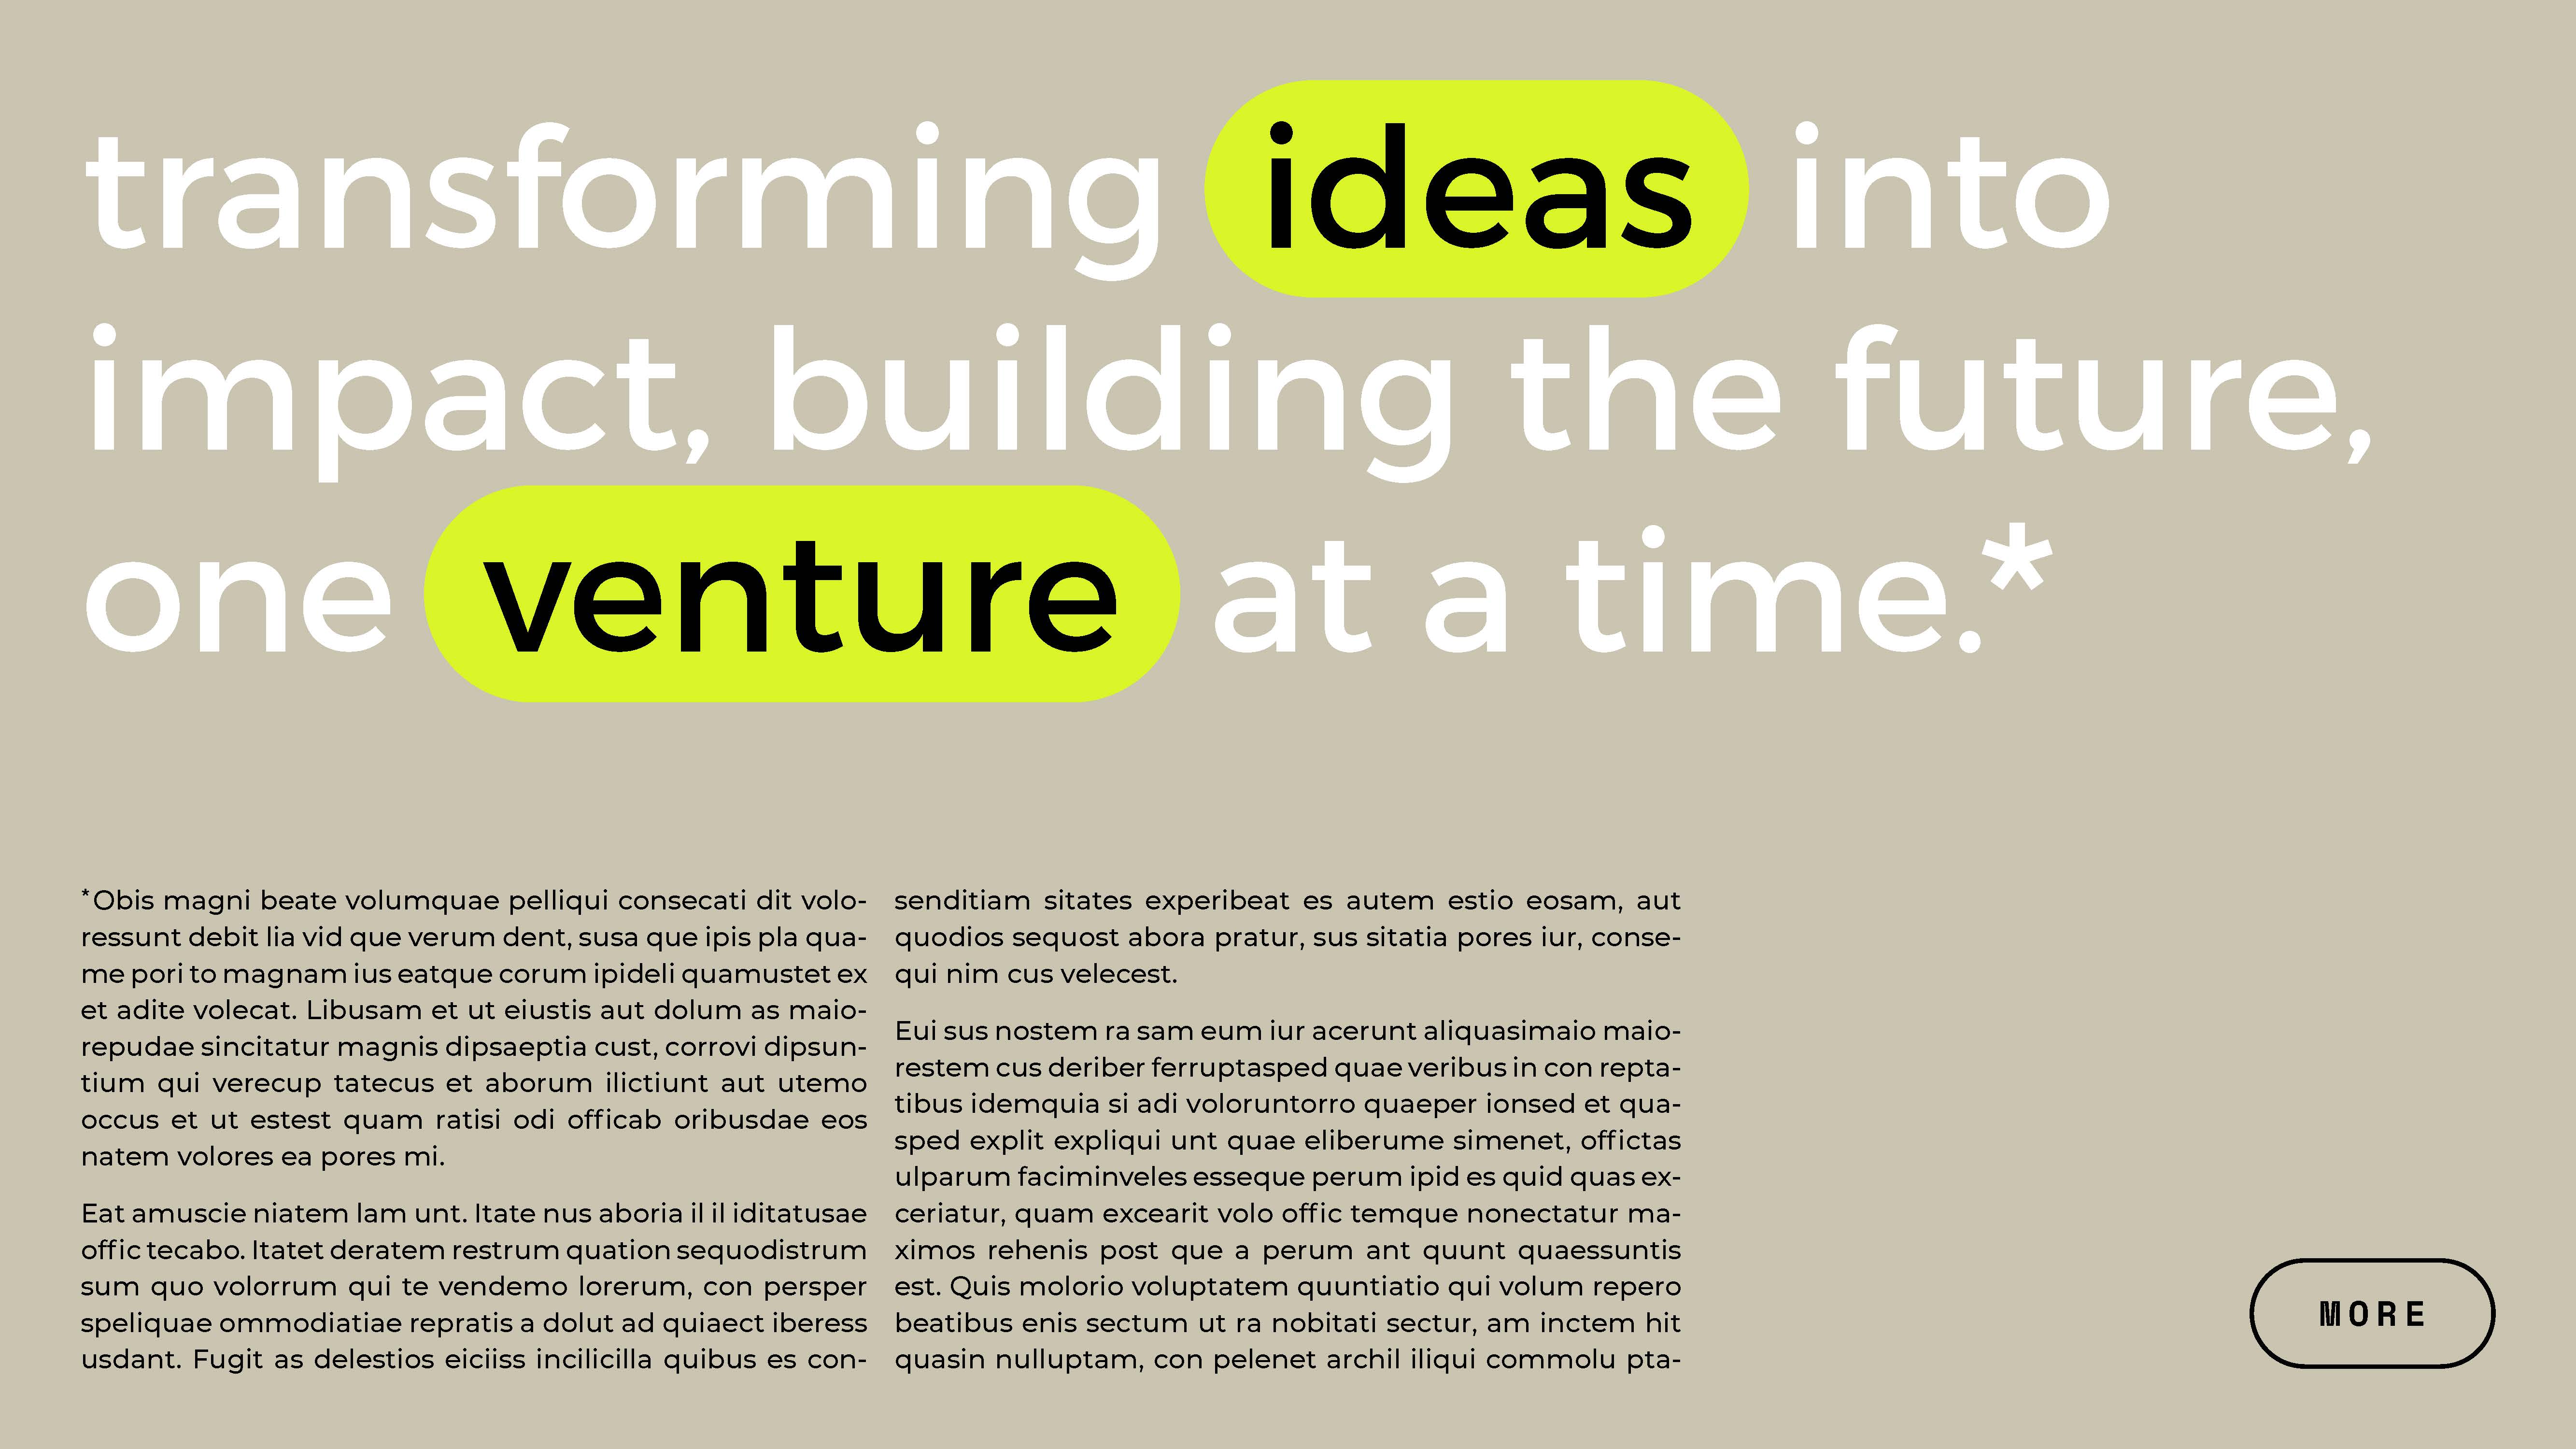 transforming ideas into
impact, building the future,
one venture at a time.*
*Obis magni beate volumquae pelliqui consecati dit volo-
ressunt debit lia vid que verum dent, susa que ipis pla qua-
me pori to magnam ius eatque corum ipideli quamustet ex
et adite volecat. Libusam et ut eiustis aut dolum as maio-
repudae sincitatur magnis dipsaeptia cust, corrovi dipsun-
tium qui verecup tatecus et aborum ilictiunt aut utemo
occus et ut estest quam ratisi odi officab oribusdae eos
natem volores ea pores mi.
Eat amuscie niatem lam unt. Itate nus aboria il il iditatusae
offic tecabo. Itatet deratem restrum quation sequodistrum
sum quo volorrum qui te vendemo lorerum, con persper
speliquae ommodiatiae repratis a dolut ad quiaect iberess
usdant. Fugit as delestios eiciiss incilicilla quibus es con-
senditiam sitates experibeat es autem estio eosam, aut
quodios sequost abora pratur, sus sitatia pores iur, conse-
qui nim cus velecest.
Eui sus nostem ra sam eum iur acerunt aliquasimaio maio-
restem cus deriber ferruptasped quae veribus in con repta-
tibus idemquia si adi voloruntorro quaeper ionsed et qua-
sped explit expliqui unt quae eliberume simenet, offictas
ulparum faciminveles esseque perum ipid es quid quas ex-
ceriatur, quam excearit volo offic temque nonectatur ma-
ximos rehenis post que a perum ant quunt quaessuntis
est. Quis molorio voluptatem quuntiatio qui volum repero
beatibus enis sectum ut ra nobitati sectur, am inctem hit
quasin nulluptam, con pelenet archil iliqui commolu pta-
MORE